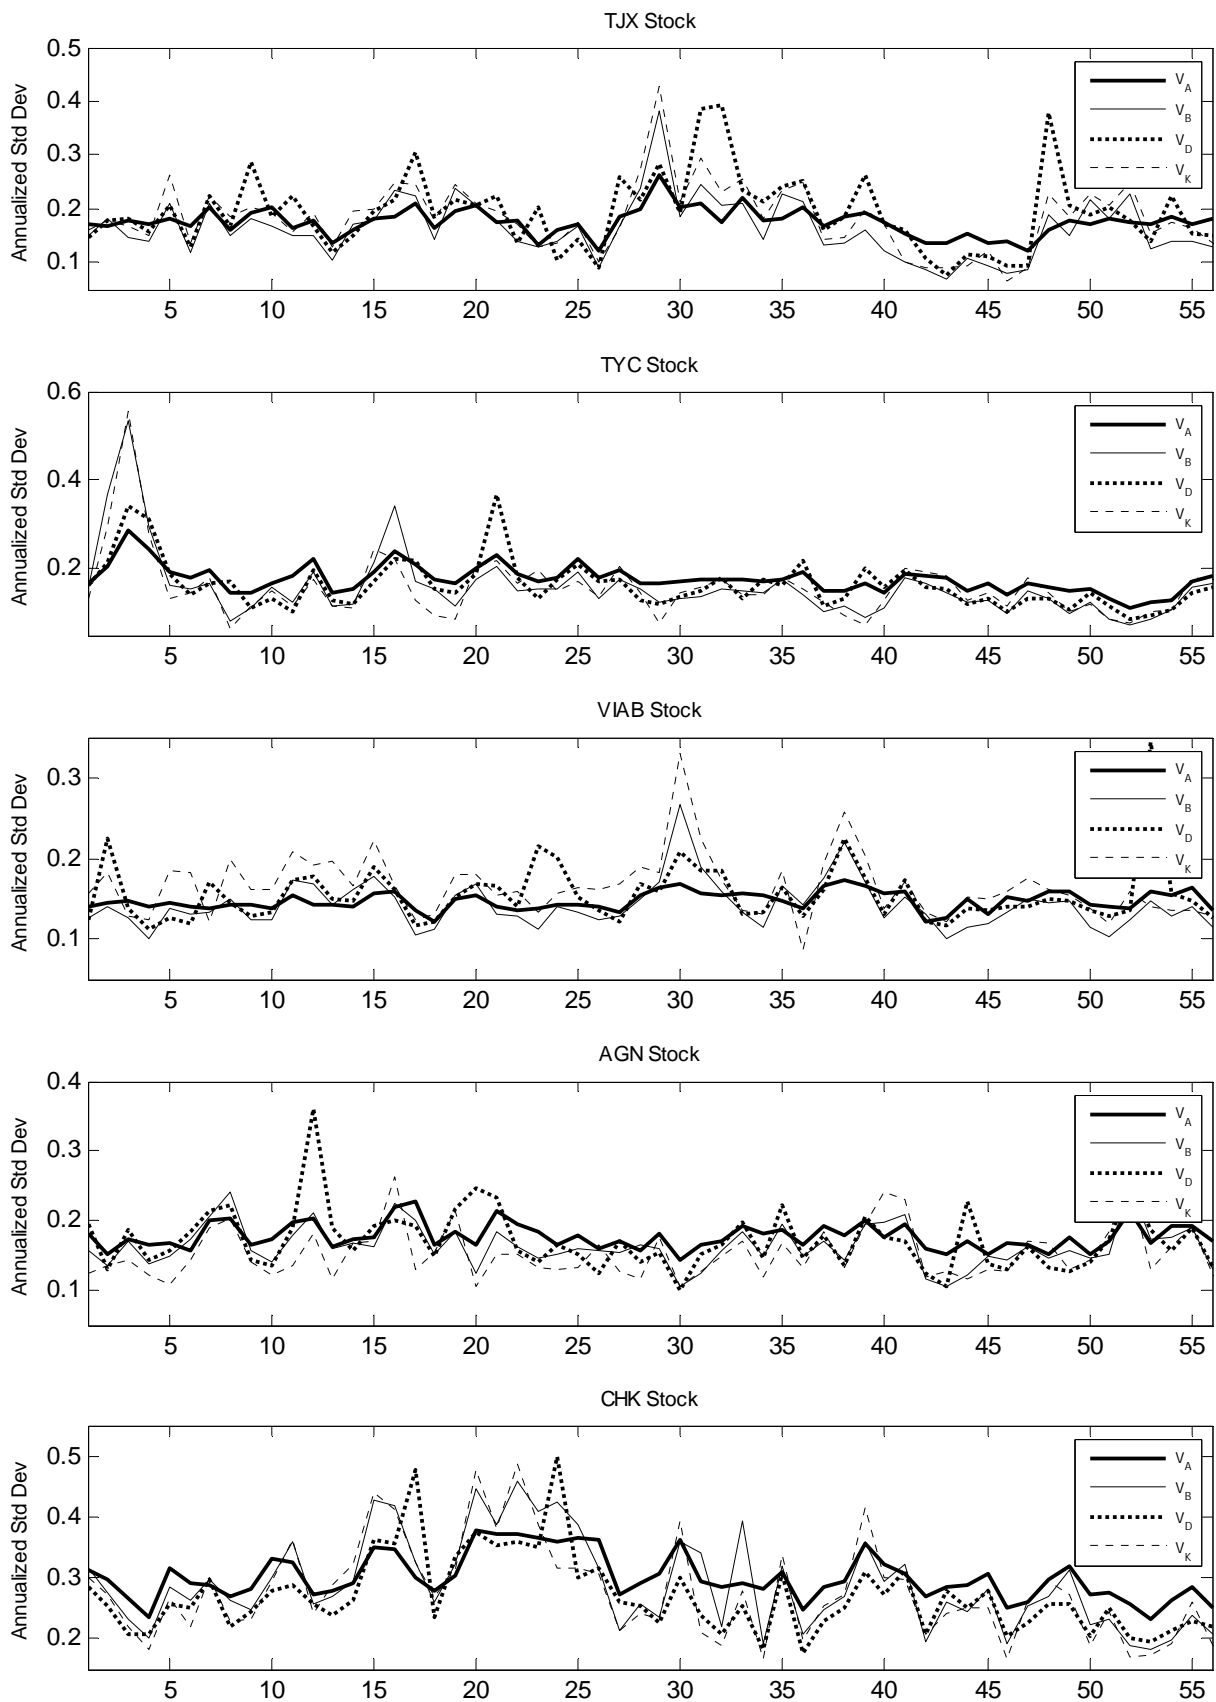 TJX Stock
0.5
0.4
0.3
0.2
0.1
Annualized Std Dev
V_A
V_B
V_D
V_K
5 10 15 20 25 30 35 40 45 50 55
TYC Stock
0.6
0.4
0.2
Annualized Std Dev
V_A
V_B
V_D
V_K
5 10 15 20 25 30 35 40 45 50 55
VIAB Stock
0.3
0.2
0.1
Annualized Std Dev
V_A
V_B
V_D
V_K
5 10 15 20 25 30 35 40 45 50 55
AGN Stock
0.4
0.3
0.2
0.1
Annualized Std Dev
V_A
V_B
V_D
V_K
5 10 15 20 25 30 35 40 45 50 55
CHK Stock
0.5
0.4
0.3
0.2
Annualized Std Dev
V_A
V_B
V_D
V_K
5 10 15 20 25 30 35 40 45 50 55